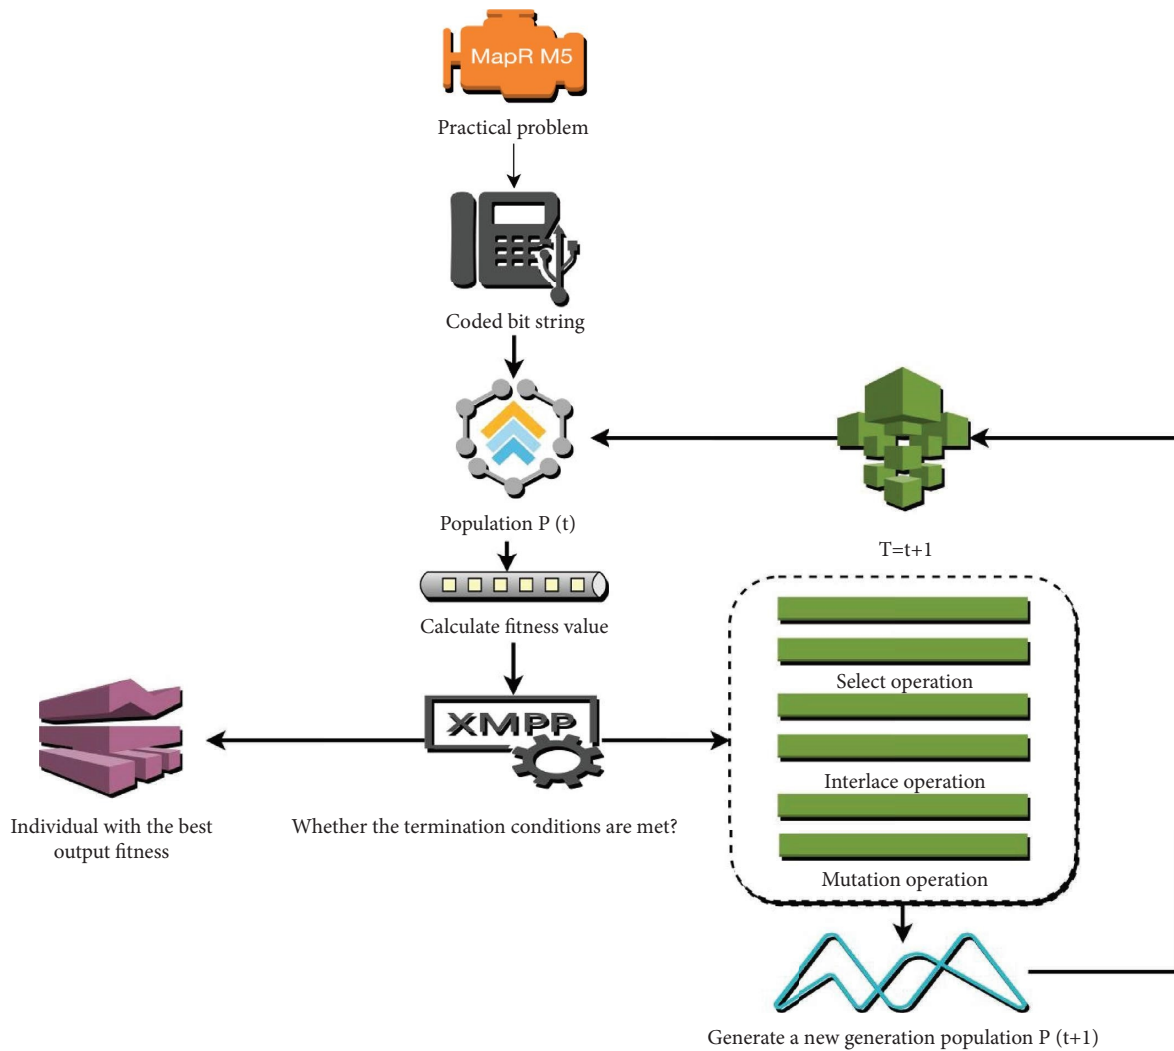 MapR M5
Practical problem
Coded bit string
Population P (t)
T=t+1
Calculate fitness value
Select operation
XMPP
Interlace operation
Individual with the best
output fitness
Whether the termination conditions are met?
Mutation operation
Generate a new generation population P (t+1)